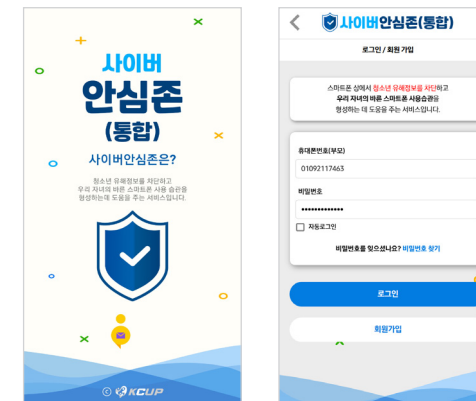 사이버
안심존
(통합)
사이버안심존은?
청소년 유해정보를 차단하고
우리 자녀의 바른 스마트폰 사용 습관을
형성하는데 도움을 주는 서비스입니다.
© KCUP
사이버안심존(통합)
로그인 / 회원 가입
스마트폰 상에서 청소년 유해정보를 차단하고
우리 자녀의 바른 스마트폰 사용습관을
형성하는 데 도움을 주는 서비스입니다.
휴대폰번호(부모)
01092117463
비밀번호
•••••••••••••
자동로그인
비밀번호를 잊으셨나요? 비밀번호 찾기
로그인
회원가입